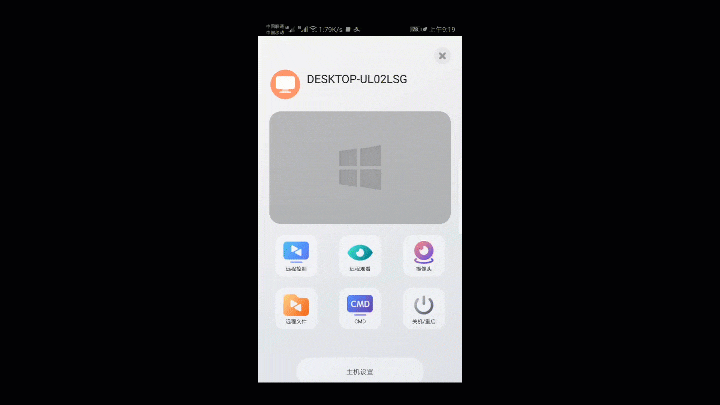 1.79K/s
上午9:19
DESKTOP-UL02LSG
远程控制
远程观看
摄像头
远程文件
CMD
CMD
关机/重启
主机设置